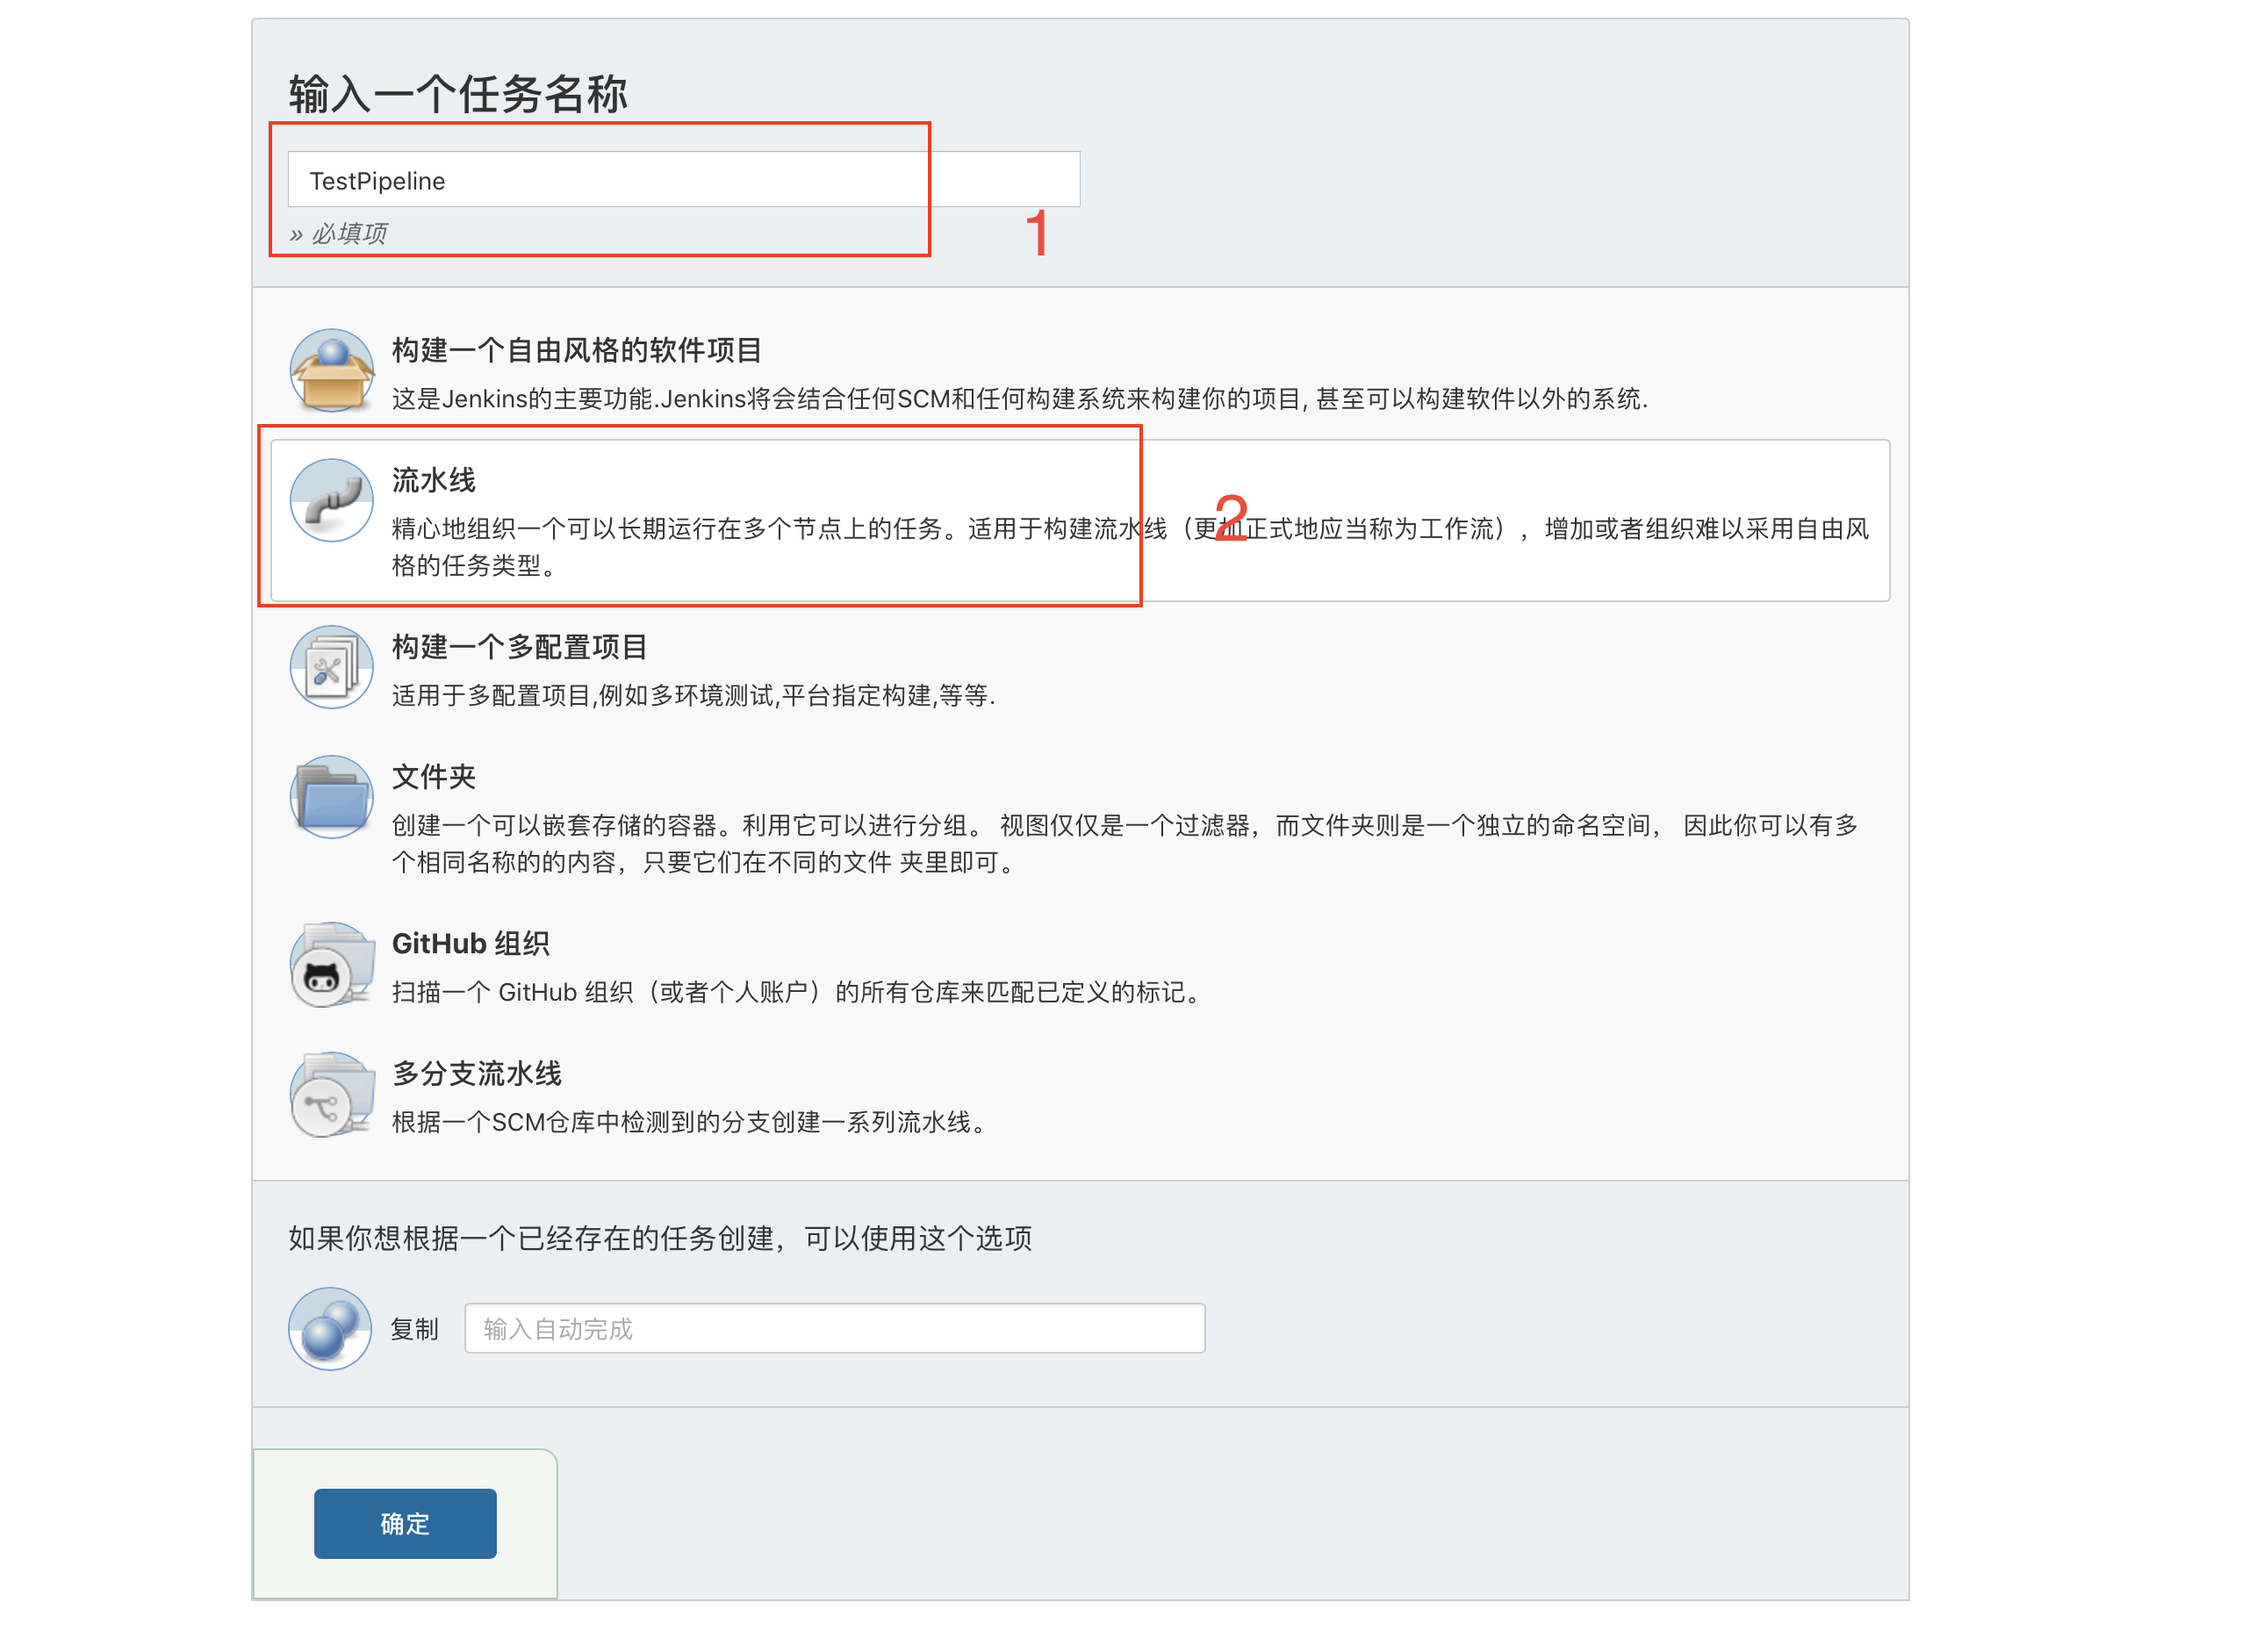 输入一个任务名称
TestPipeline
» 必填项
1
构建一个自由风格的软件项目
这是Jenkins的主要功能.Jenkins将会结合任何SCM和任何构建系统来构建你的项目, 甚至可以构建软件以外的系统.
流水线
2
精心地组织一个可以长期运行在多个节点上的任务。适用于构建流水线（更加正式地应当称为工作流），增加或者组织难以采用自由风
格的任务类型。
构建一个多配置项目
适用于多配置项目,例如多环境测试,平台指定构建,等等.
文件夹
创建一个可以嵌套存储的容器。利用它可以进行分组。 视图仅仅是一个过滤器，而文件夹则是一个独立的命名空间， 因此你可以有多
个相同名称的的内容，只要它们在不同的文件 夹里即可。
GitHub 组织
扫描一个 GitHub 组织（或者个人账户）的所有仓库来匹配已定义的标记。
多分支流水线
根据一个SCM仓库中检测到的分支创建一系列流水线。
如果你想根据一个已经存在的任务创建，可以使用这个选项
复制 输入自动完成
确定